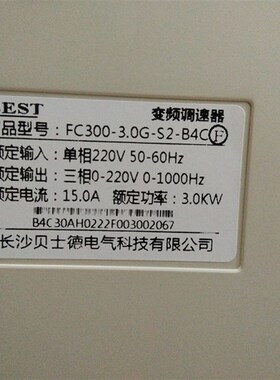 EST 变频调速器
品型号：FC300-3.0G-S2-B4C Ⓕ
额定输入：单相220V 50-60Hz
额定输出：三相0-220V 0-1000Hz
额定电流：15.0A 额定功率：3.0KW
B4C30AH0222F003002067
长沙贝士德电气科技有限公司